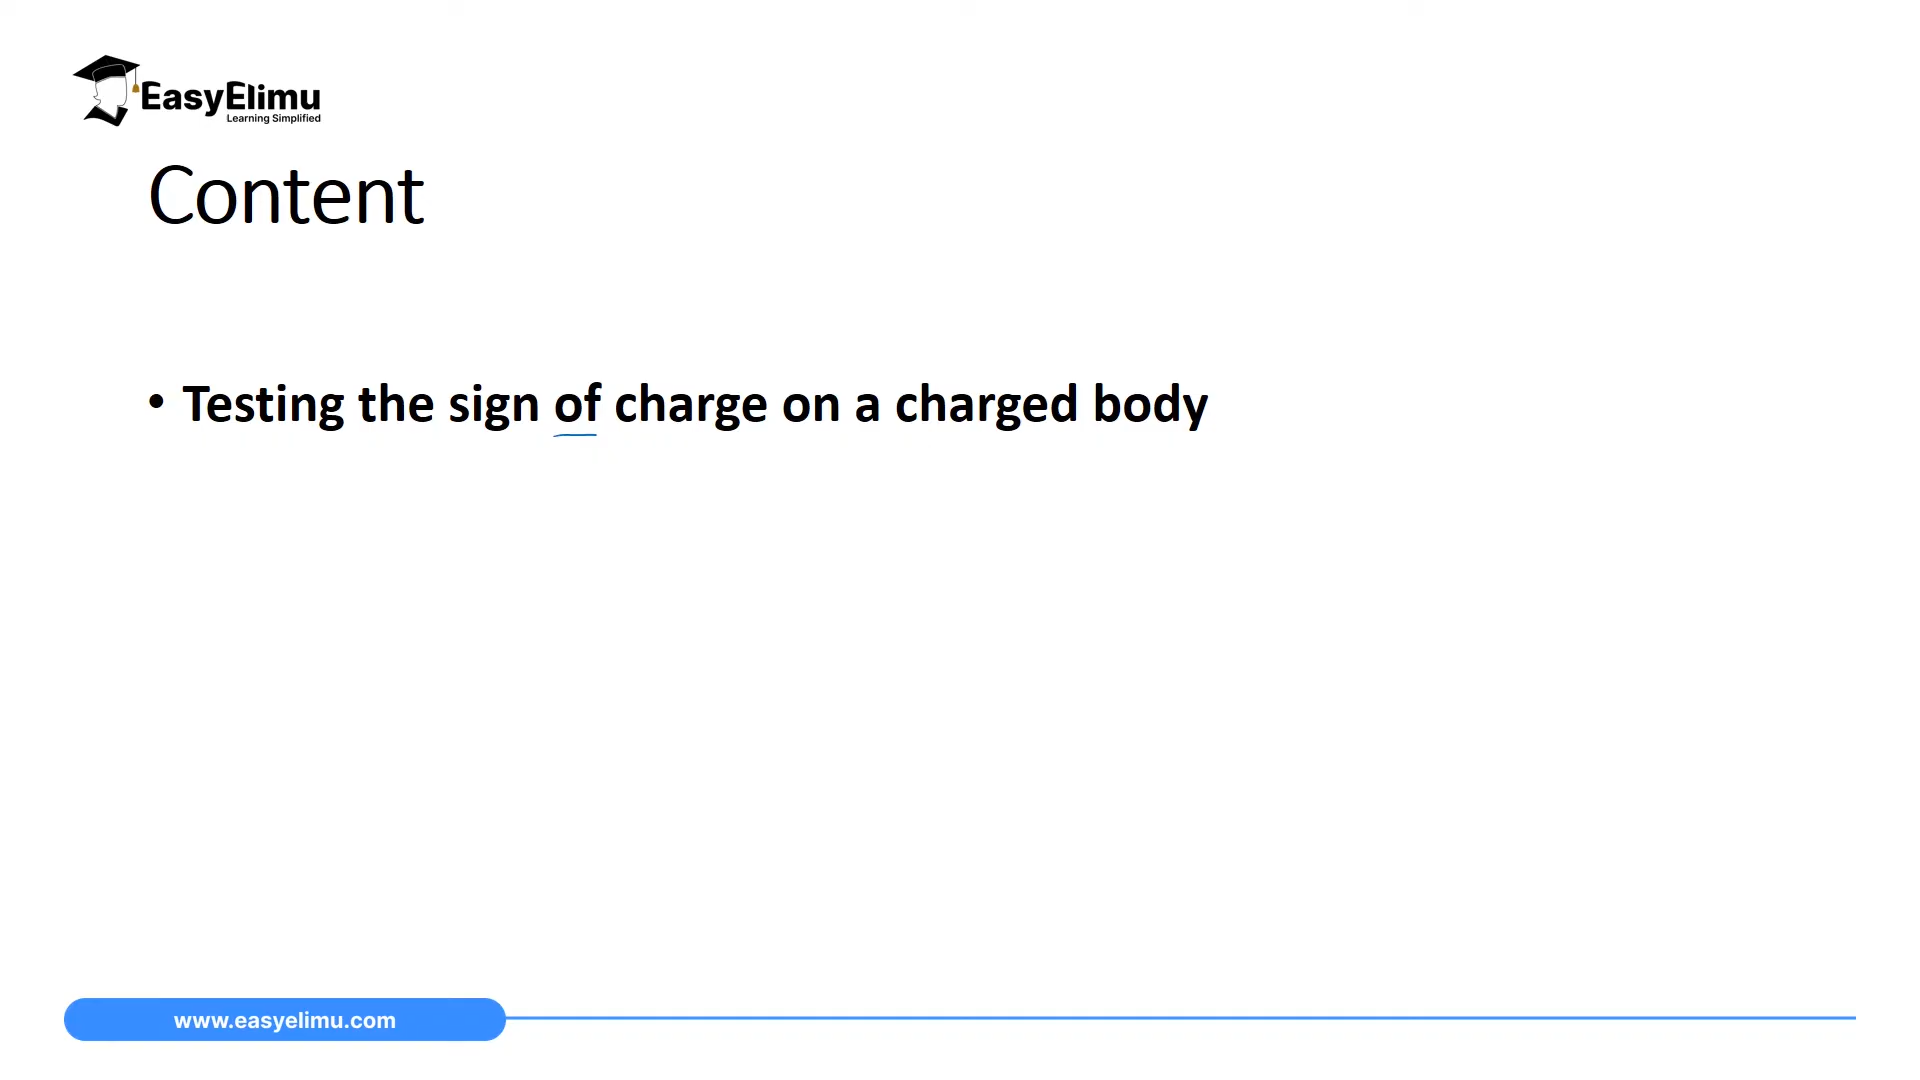 EasyElimu
Learning Simplified
Content
• Testing the sign of charge on a charged body
www.easyelimu.com